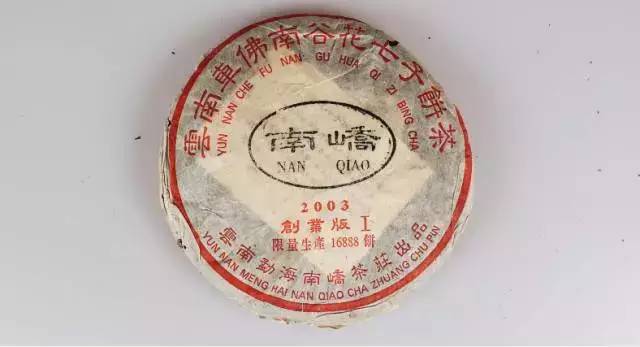 雲南車佛南谷花七子餅茶
YUN NAN CHE FU NAN GU HUA QI ZI BING CHA
南嶠
NAN QIAO
2003
創業版 I
限量生產 16888 餅
雲南勐海南嶠茶莊出品
YUN NAN MENG HAI NAN QIAO CHA ZHUANG CHU PIN